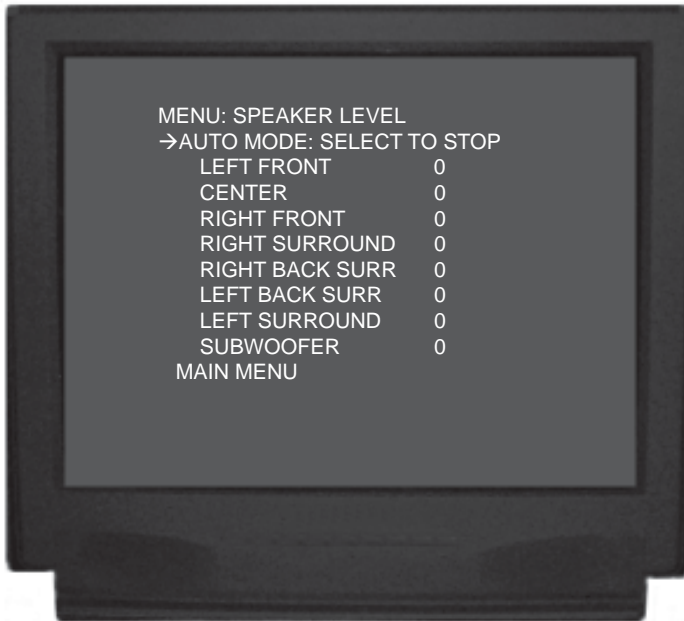 MENU: SPEAKER LEVEL
→AUTO MODE: SELECT TO STOP
LEFT FRONT 0
CENTER 0
RIGHT FRONT 0
RIGHT SURROUND 0
RIGHT BACK SURR 0
LEFT BACK SURR 0
LEFT SURROUND 0
SUBWOOFER 0
MAIN MENU